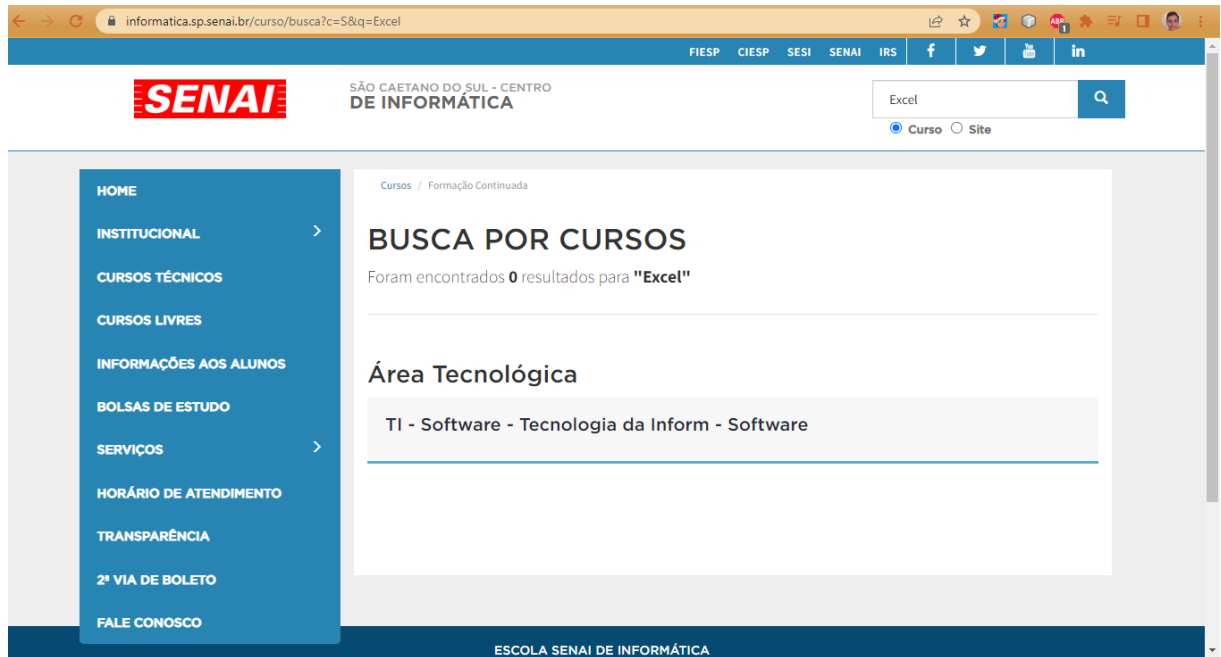 informatica.sp.senai.br/curso/busca?c=S&q=Excel
ABP
1
FIESP CIESP SESI SENAI IRS
SENAI
SÃO CAETANO DO SUL - CENTRO
DE INFORMÁTICA
Excel
Curso Site
HOME
INSTITUCIONAL
CURSOS TÉCNICOS
CURSOS LIVRES
INFORMAÇÕES AOS ALUNOS
BOLSAS DE ESTUDO
SERVIÇOS
HORÁRIO DE ATENDIMENTO
TRANSPARÊNCIA
2ª VIA DE BOLETO
FALE CONOSCO
Cursos / Formação Continuada
BUSCA POR CURSOS
Foram encontrados 0 resultados para "Excel"
Área Tecnológica
TI - Software - Tecnologia da Inform - Software
ESCOLA SENAI DE INFORMÁTICA